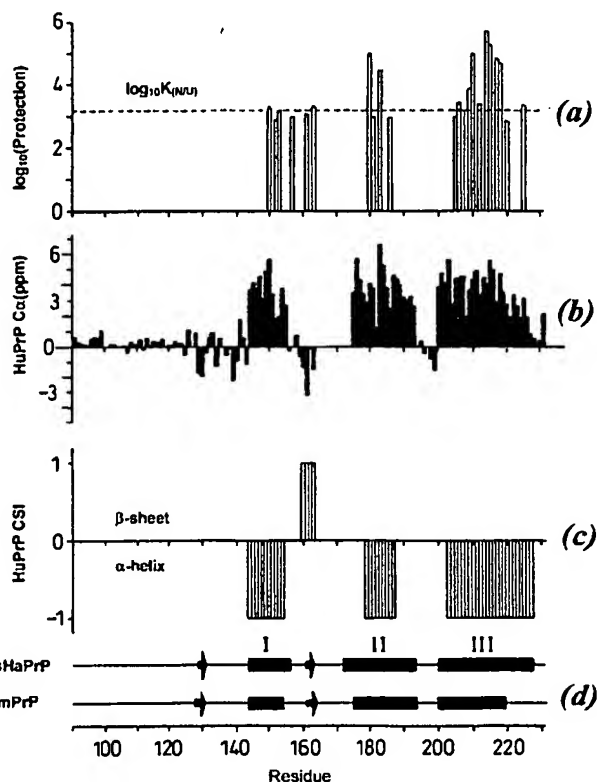 6
4
2
0
log₁₀(Protection)
log₁₀K(N/U)
(a)
6
3
0
−3
HuPrP Cα(ppm)
(b)
1
0
-1
HuPrP CSI
β-sheet
α-helix
(c)
I II III
sHaPrP
mPrP
(d)
100 120 140 160 180 200 220
Residue